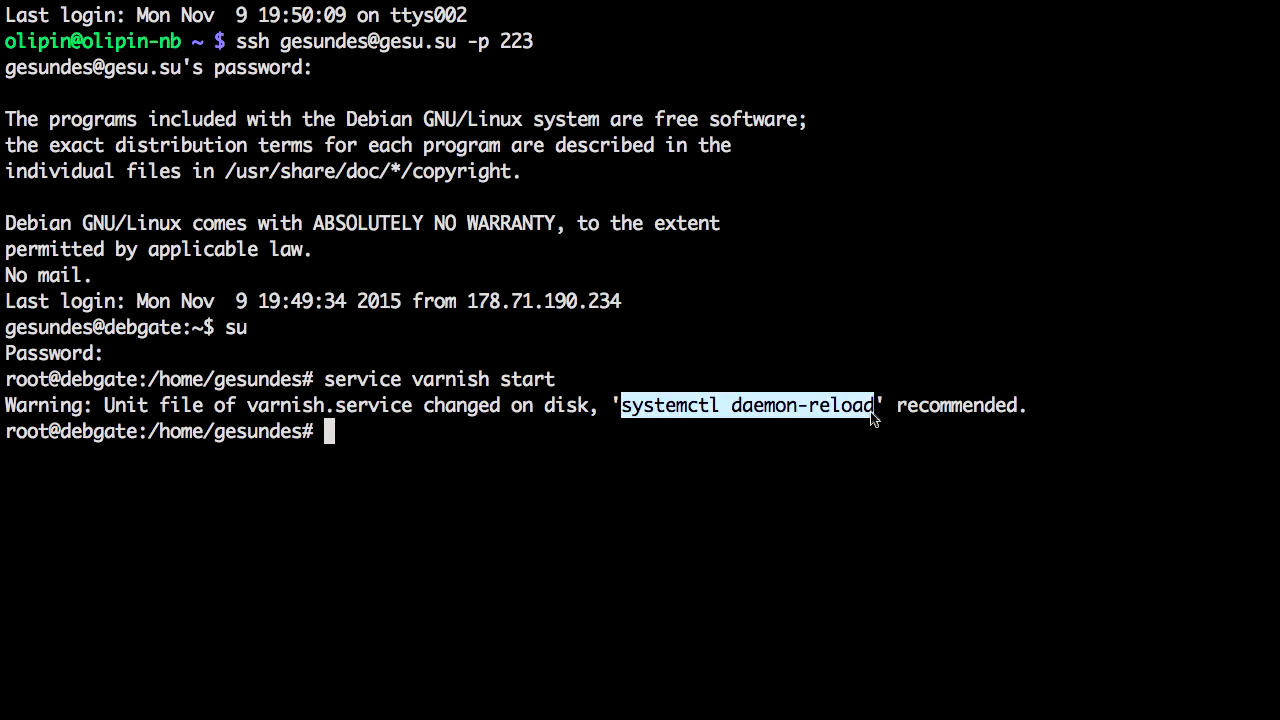 Last login: Mon Nov  9 19:50:09 on ttys002
olipin@olipin-nb ~ $ ssh gesundes@gesu.su -p 223
gesundes@gesu.su's password:
The programs included with the Debian GNU/Linux system are free software;
the exact distribution terms for each program are described in the
individual files in /usr/share/doc/*/copyright.
Debian GNU/Linux comes with ABSOLUTELY NO WARRANTY, to the extent
permitted by applicable law.
No mail.
Last login: Mon Nov  9 19:49:34 2015 from 178.71.190.234
gesundes@debgate:~$ su
Password:
root@debgate:/home/gesundes# service varnish start
Warning: Unit file of varnish.service changed on disk, 'systemctl daemon-reload' recommended.
root@debgate:/home/gesundes#